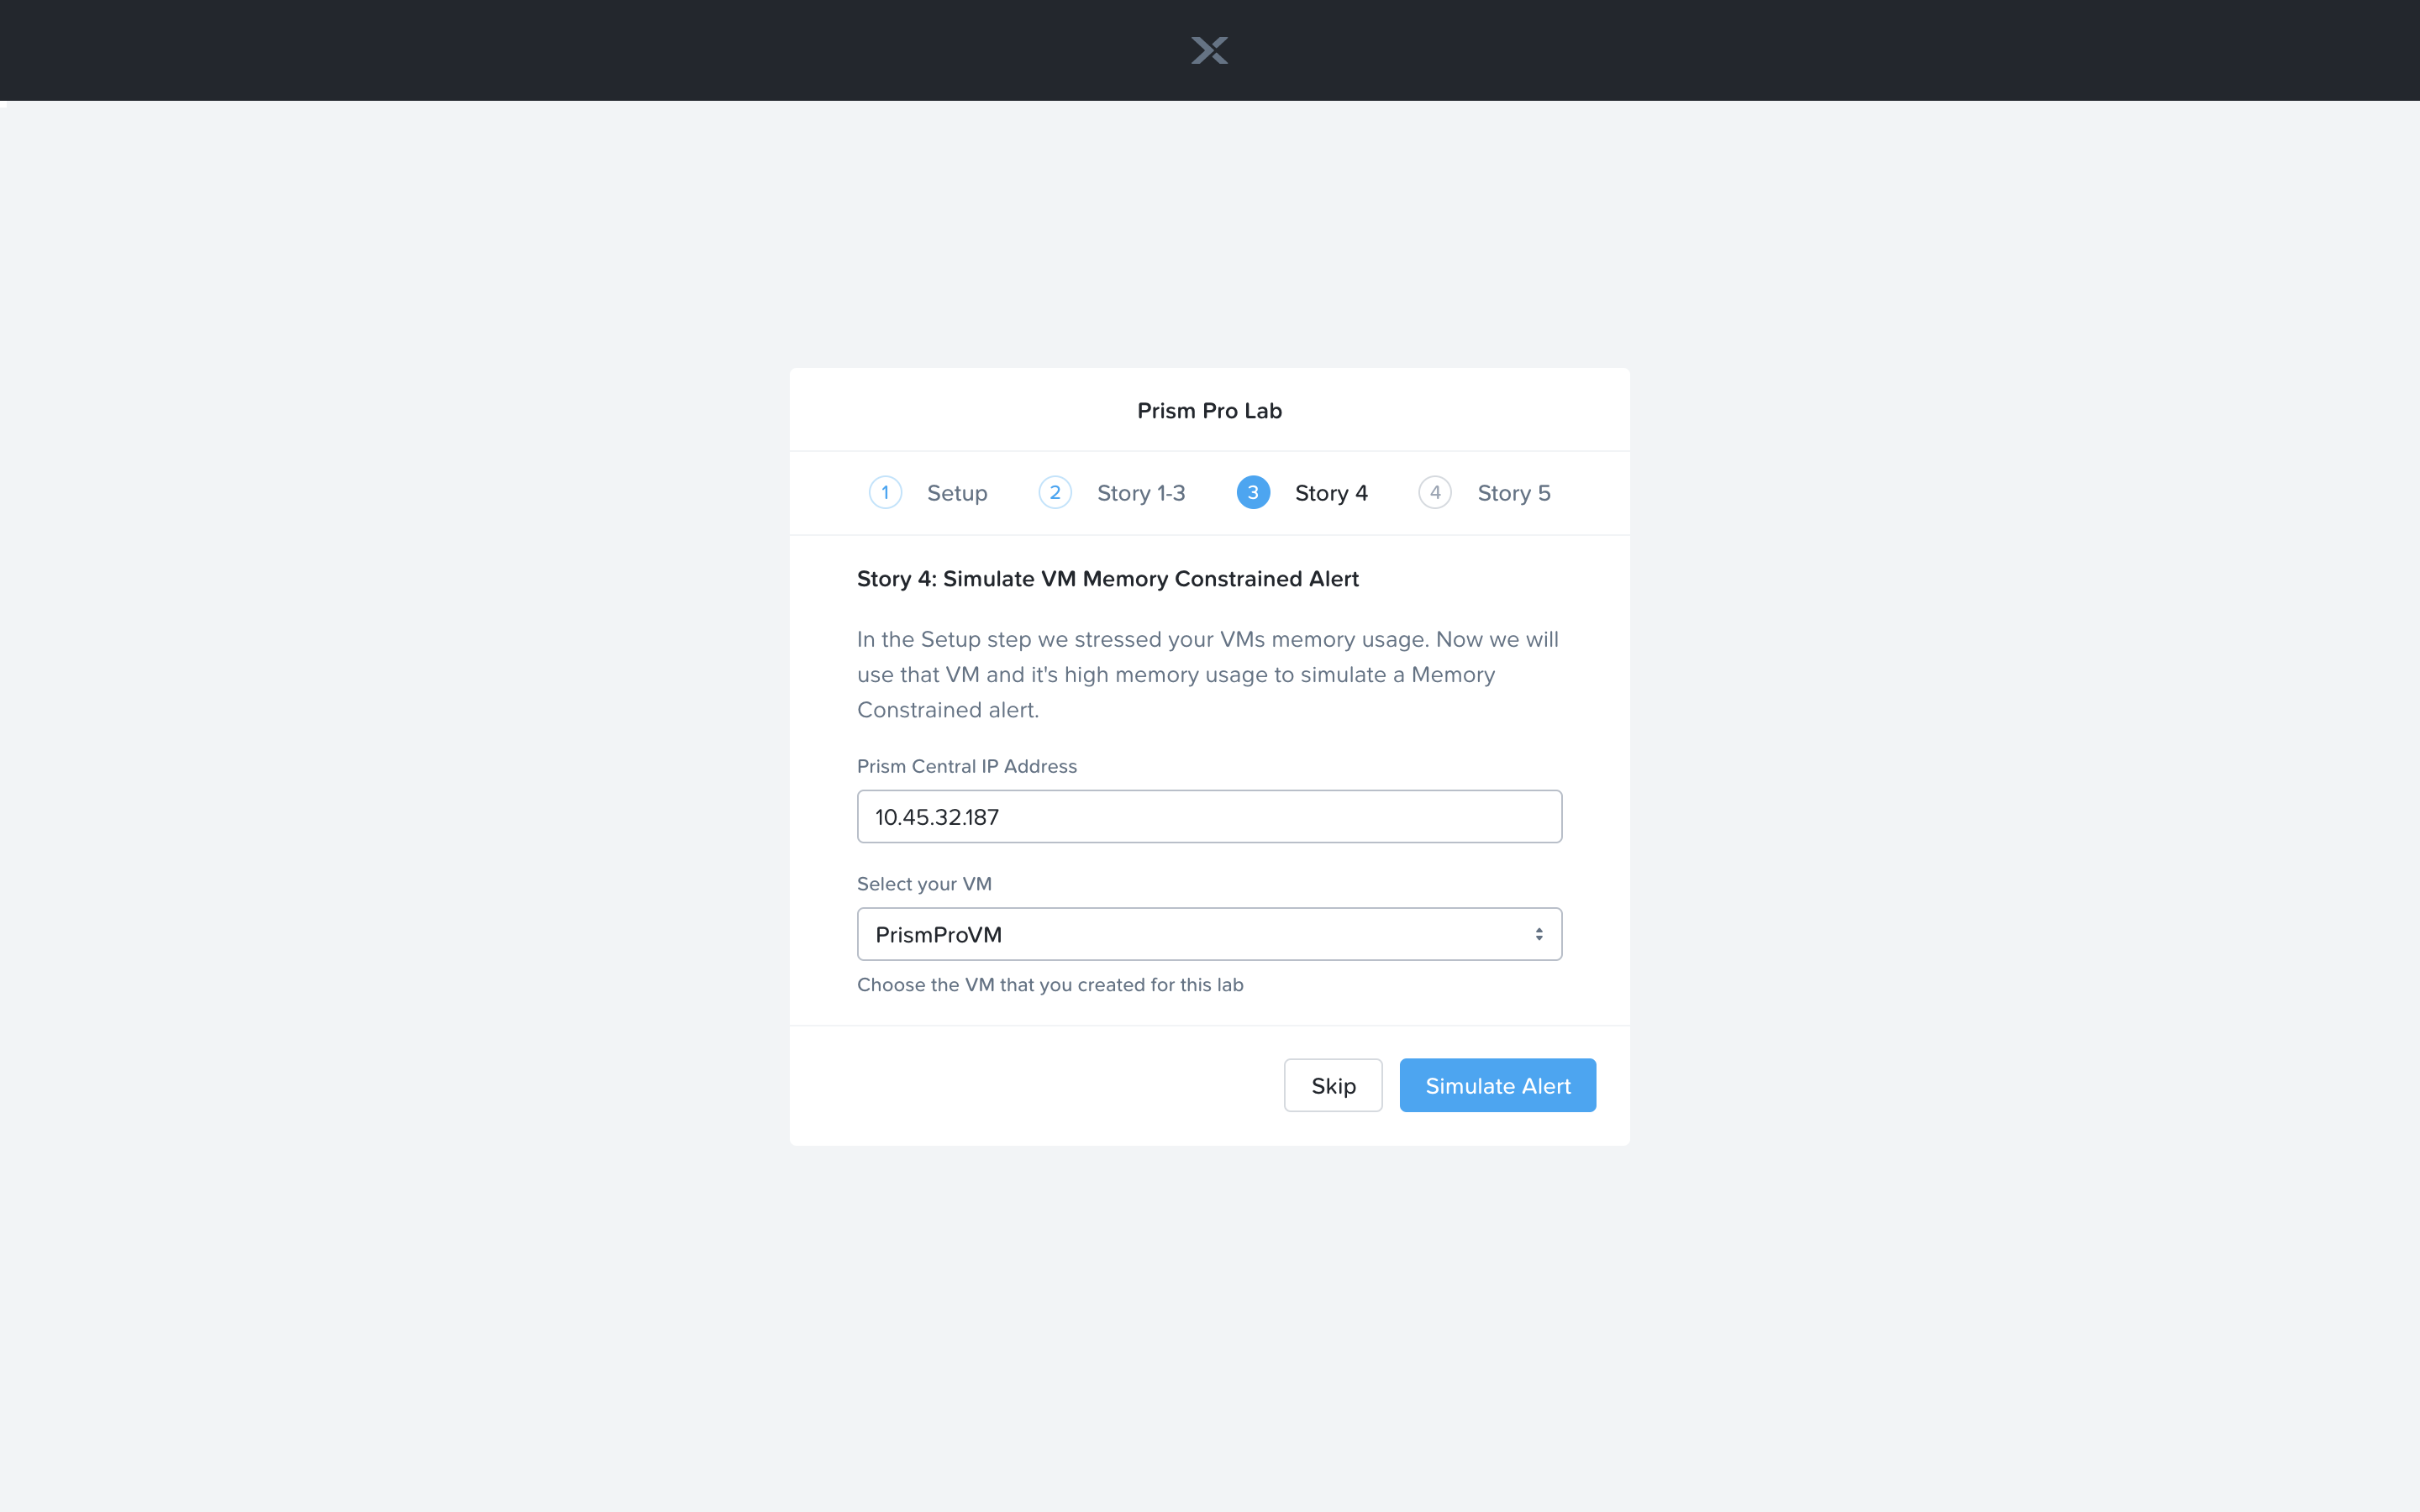 Prism Pro Lab
1 Setup 2 Story 1-3 3 Story 4 4 Story 5
Story 4: Simulate VM Memory Constrained Alert
In the Setup step we stressed your VMs memory usage. Now we will
use that VM and it's high memory usage to simulate a Memory
Constrained alert.
Prism Central IP Address
10.45.32.187
Select your VM
PrismProVM
Choose the VM that you created for this lab
Skip Simulate Alert